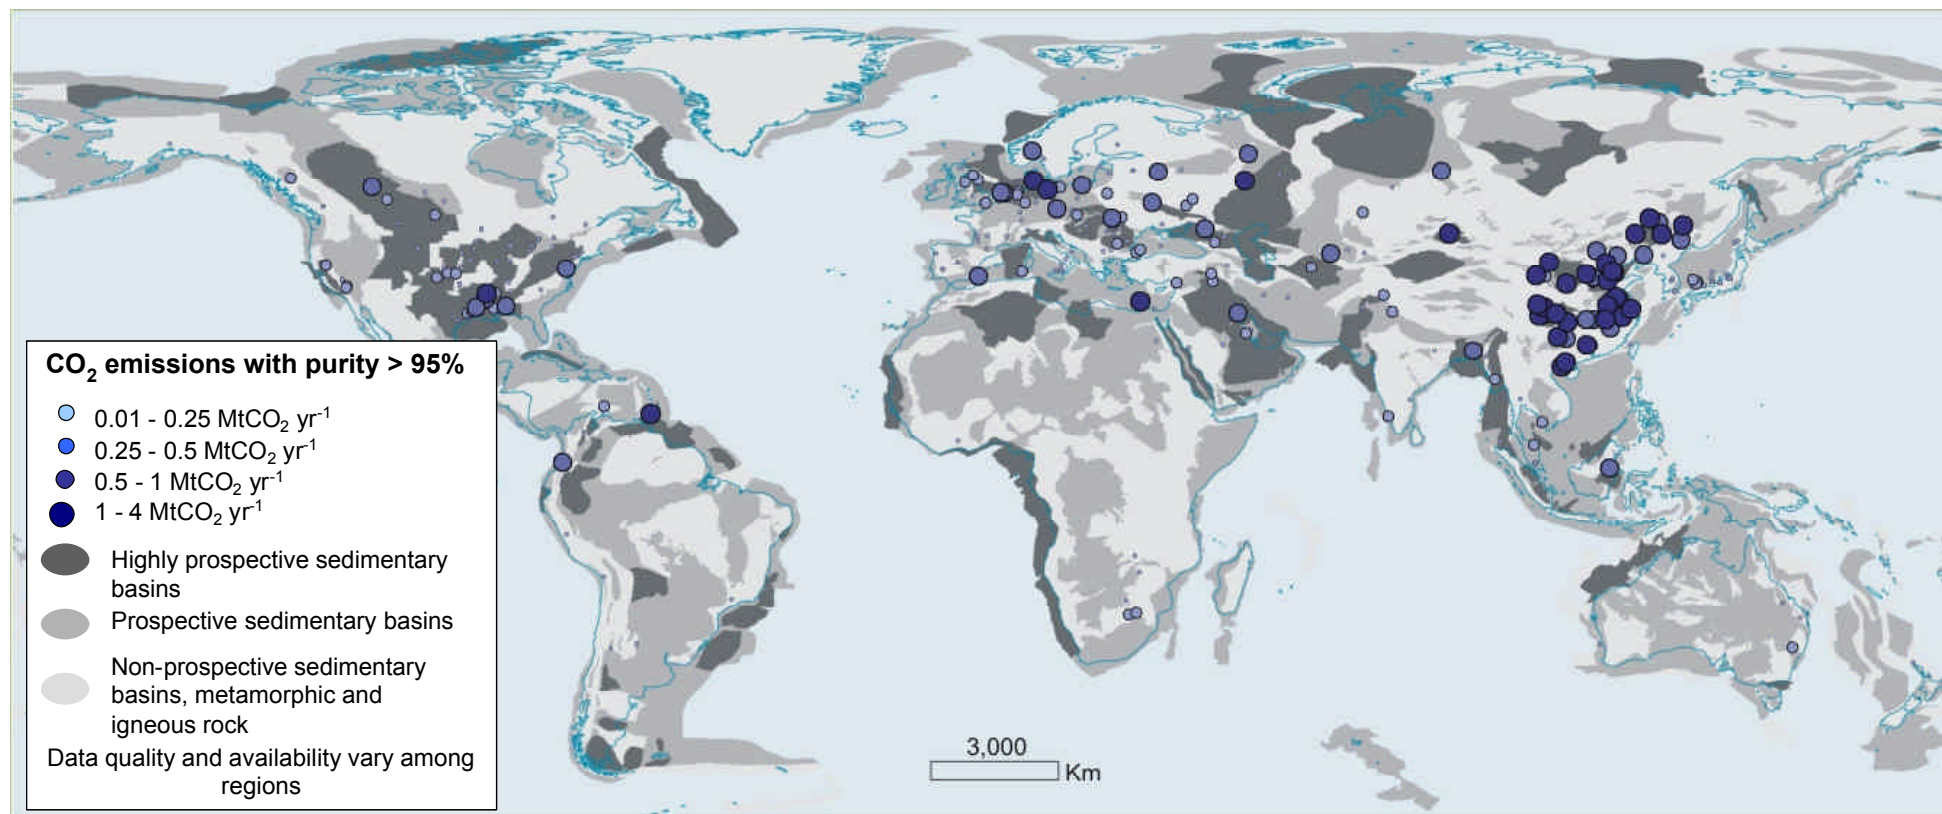 CO₂ emissions with purity > 95%
0.01 - 0.25 MtCO₂ yr⁻¹
0.25 - 0.5 MtCO₂ yr⁻¹
0.5 - 1 MtCO₂ yr⁻¹
1 - 4 MtCO₂ yr⁻¹
Highly prospective sedimentary
basins
Prospective sedimentary basins
Non-prospective sedimentary
basins, metamorphic and
igneous rock
Data quality and availability vary among
regions
3,000
Km